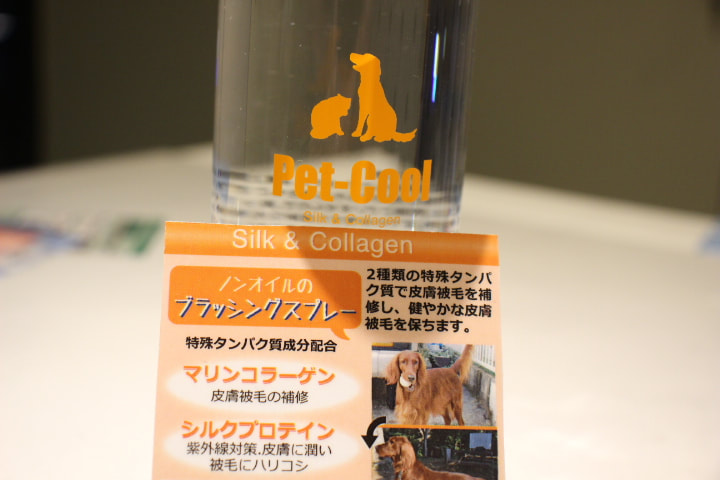 Pet-Cool
Silk & Collagen
Silk & Collagen
ノンオイルの
ブラッシングスプレー
特殊タンパク質成分配合
マリンコラーゲン
皮膚被毛の補修
シルクプロテイン
紫外線対策.皮膚に潤い
被毛にハリコシ
2種類の特殊タンパ
ク質で皮膚被毛を補
修し、健やかな皮膚
被毛を保ちます。